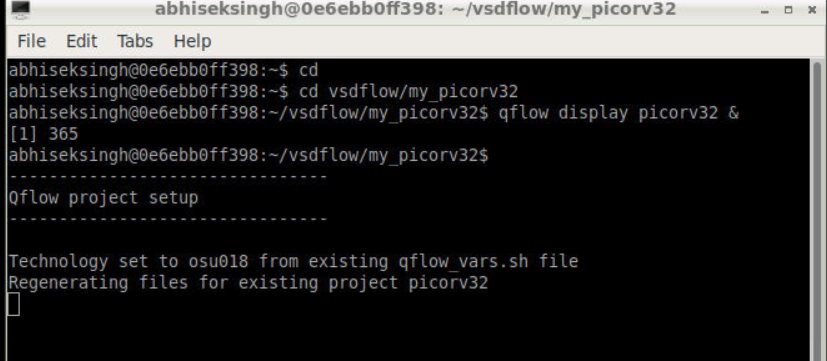 abhiseksingh@0e6ebb0ff398: ~/vsdflow/my_picorv32
File Edit Tabs Help
abhiseksingh@0e6ebb0ff398:~$ cd
abhiseksingh@0e6ebb0ff398:~$ cd vsdflow/my_picorv32
abhiseksingh@0e6ebb0ff398:~/vsdflow/my_picorv32$ qflow display picorv32 &
[1] 365
abhiseksingh@0e6ebb0ff398:~/vsdflow/my_picorv32$
--------------------------------
Qflow project setup
--------------------------------
Technology set to osu018 from existing qflow_vars.sh file
Regenerating files for existing project picorv32